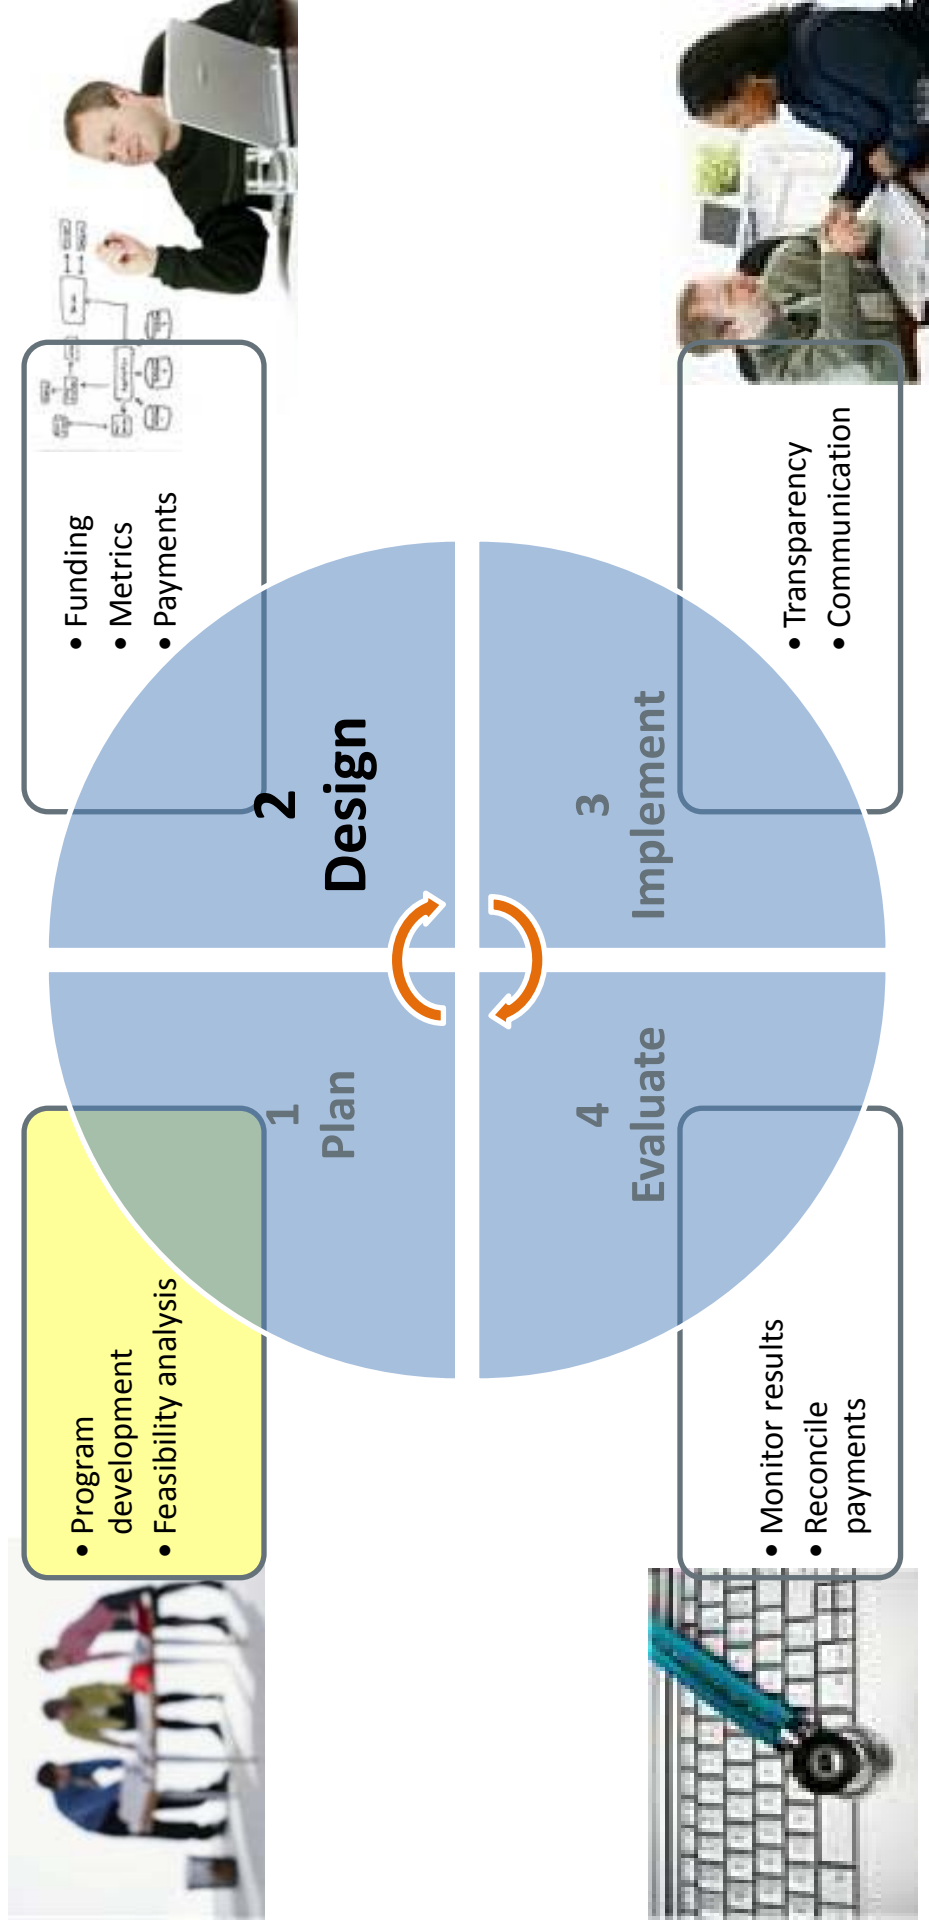 • Program
development
• Feasibility analysis
1
Plan
• Funding
• Metrics
• Payments
2
Design
3
Implement
• Transparency
• Communication
4
Evaluate
• Monitor results
• Reconcile
payments